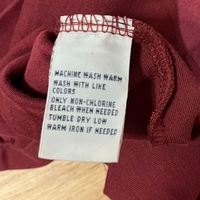 MACHINE WASH WARM
WASH WITH LIKE
COLORS
ONLY NON-CHLORINE
BLEACH WHEN NEEDED
TUMBLE DRY LOW
WARM IRON IF NEEDED